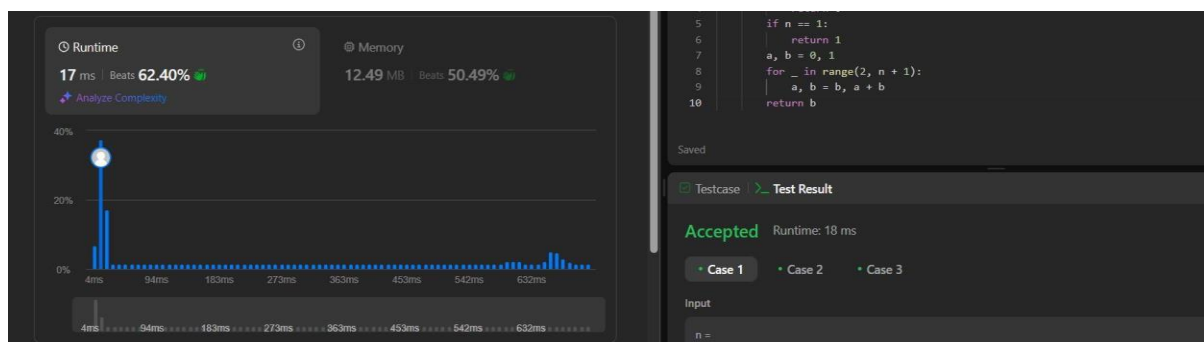 Runtime
17 ms | Beats 62.40%
Analyze Complexity
Memory
12.49 MB | Beats 50.49%
40%
20%
0%
4ms 94ms 183ms 273ms 363ms 453ms 542ms 632ms
4ms 94ms 183ms 273ms 363ms 453ms 542ms 632ms
5 if n == 1:
6 return 1
7 a, b = 0, 1
8 for _ in range(2, n + 1):
9 a, b = b, a + b
10 return b
Saved
Testcase | >_ Test Result
Accepted Runtime: 18 ms
• Case 1 • Case 2 • Case 3
Input
n =